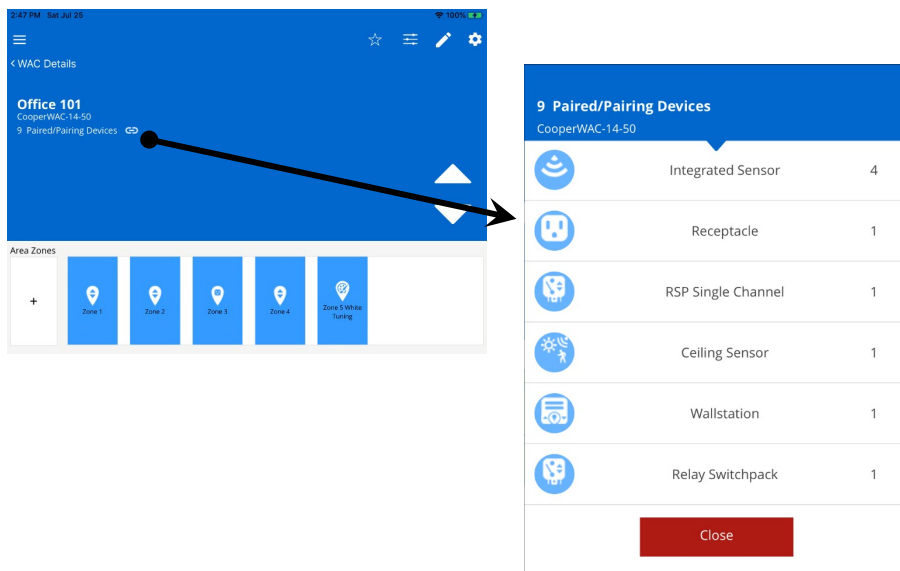 2:47 PM Sat Jul 25
100%
< WAC Details
Office 101
CooperWAC-14-50
9 Paired/Pairing Devices
Area Zones
+
Zone 1
Zone 2
Zone 3
Zone 4
Zone 5 White
Tuning
9 Paired/Pairing Devices
CooperWAC-14-50
Integrated Sensor 4
Receptacle 1
RSP Single Channel 1
Ceiling Sensor 1
Wallstation 1
Relay Switchpack 1
Close